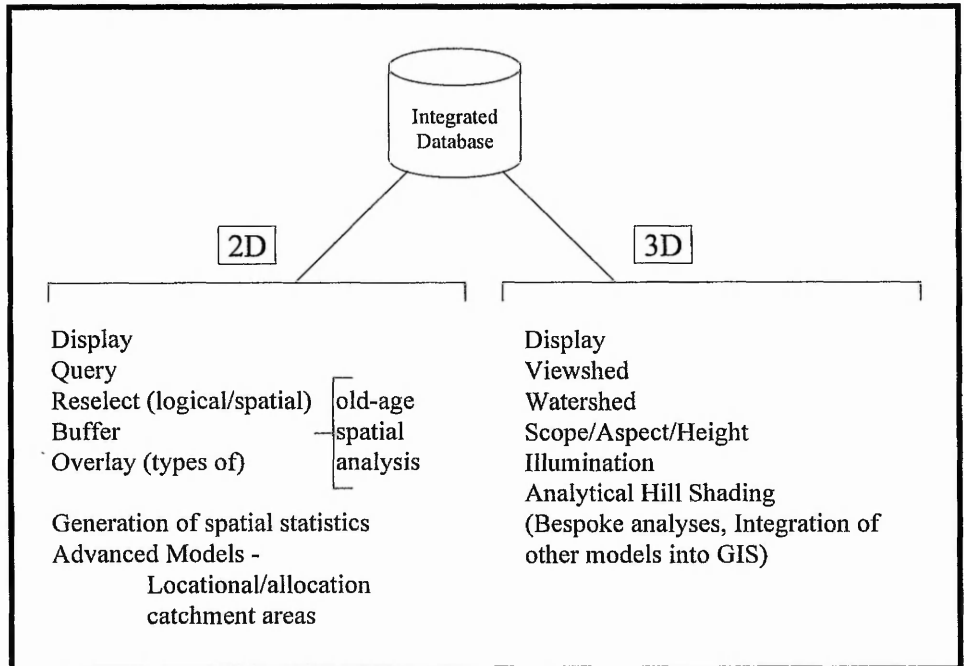 Integrated
Database
2D
3D
Display
Query
Reselect (logical/spatial)
Buffer
Overlay (types of)
old-age
spatial
analysis
Generation of spatial statistics
Advanced Models -
Locational/allocation
catchment areas
Display
Viewshed
Watershed
Scope/Aspect/Height
Illumination
Analytical Hill Shading
(Bespoke analyses, Integration of
other models into GIS)